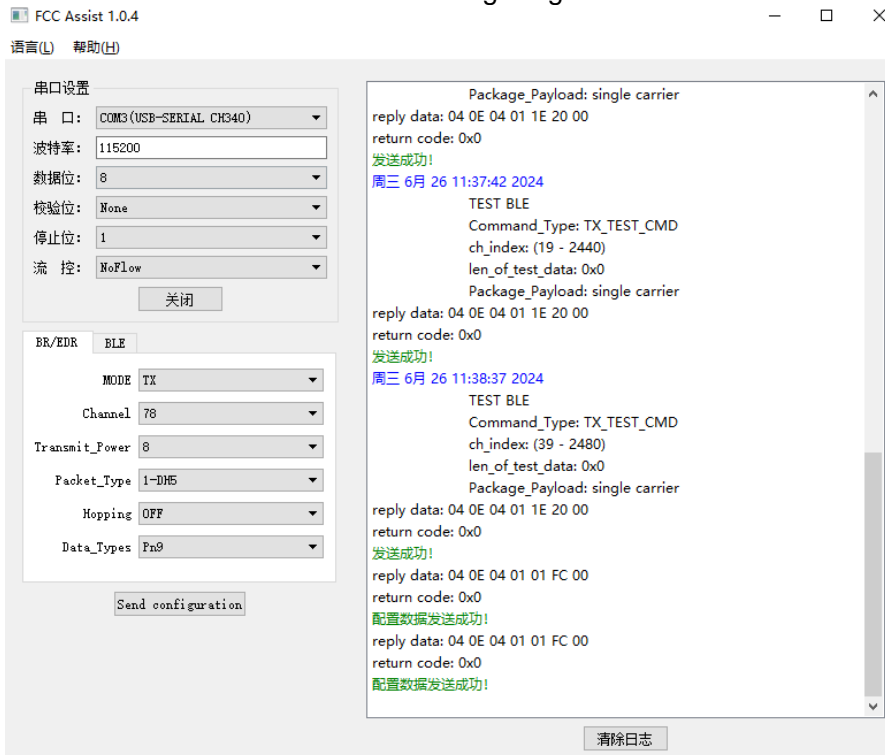 FCC Assist 1.0.4
语言(L) 帮助(H)
串口设置
串 口: COM3(USB-SERIAL CH340)
波特率: 115200
数据位: 8
校验位: None
停止位: 1
流 控: NoFlow
关闭
BR/EDR BLE
MODE TX
Channel 78
Transmit_Power 8
Packet_Type 1-DH5
Hopping OFF
Data_Types Pn9
Send configuration
Package_Payload: single carrier
reply data: 04 0E 04 01 1E 20 00
return code: 0x0
发送成功!
周三 6月 26 11:37:42 2024
TEST BLE
Command_Type: TX_TEST_CMD
ch_index: (19 - 2440)
len_of_test_data: 0x0
Package_Payload: single carrier
reply data: 04 0E 04 01 1E 20 00
return code: 0x0
发送成功!
周三 6月 26 11:38:37 2024
TEST BLE
Command_Type: TX_TEST_CMD
ch_index: (39 - 2480)
len_of_test_data: 0x0
Package_Payload: single carrier
reply data: 04 0E 04 01 1E 20 00
return code: 0x0
发送成功!
reply data: 04 0E 04 01 01 FC 00
return code: 0x0
配置数据发送成功!
reply data: 04 0E 04 01 01 FC 00
return code: 0x0
配置数据发送成功!
清除日志